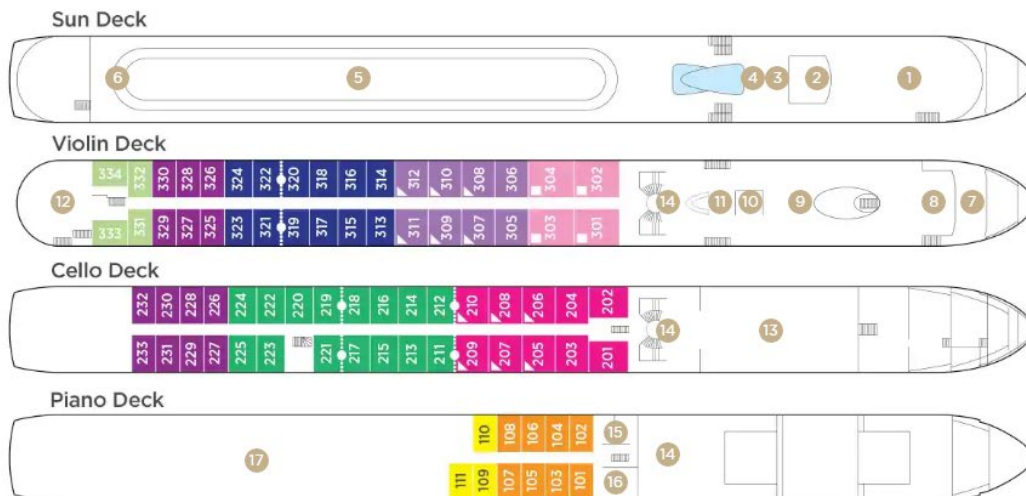 Sun Deck
6 5 4 3 2 1
Violin Deck
334 332 330 328 326 324 322 320 318 316 314 312 310 308 306 304 302
12 14 11 10 9 8 7
333 331 329 327 325 323 321 319 317 315 313 311 309 307 305 303 301
Cello Deck
232 230 228 226 224 222 220 219 218 216 214 212 210 208 206 204 202
14 13
233 231 229 227 225 223 221 217 215 213 211 209 207 205 203 201
Piano Deck
110 108 106 104 102 15
17 14
111 109 107 105 103 101 16